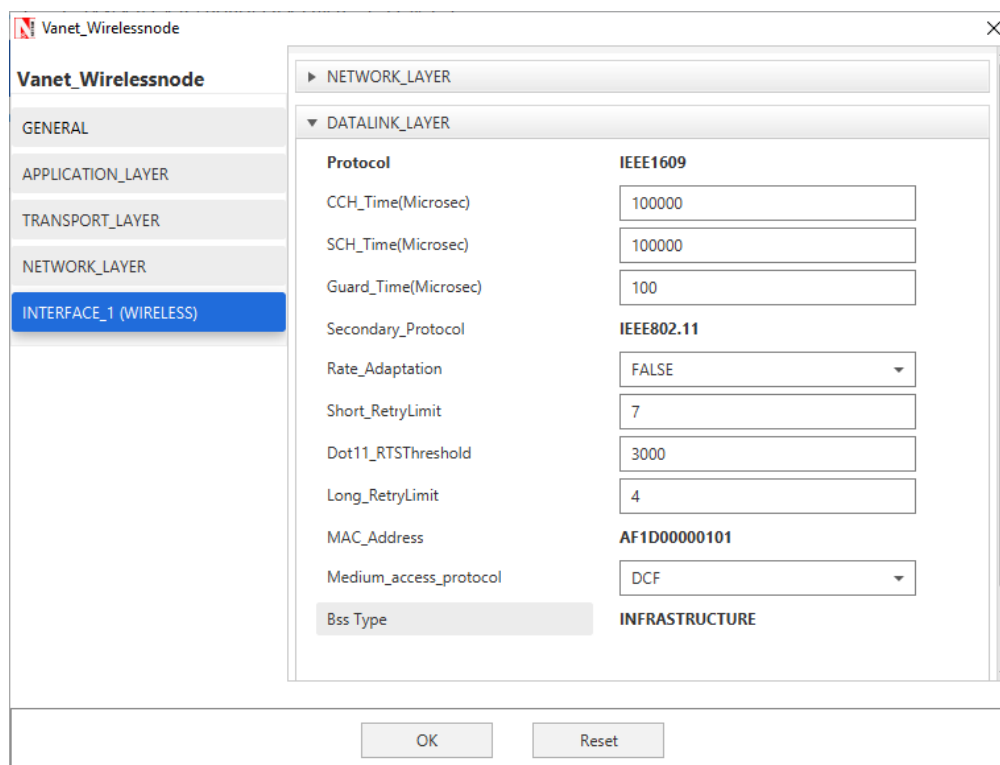 Vanet_Wirelessnode
Vanet_Wirelessnode
GENERAL
APPLICATION_LAYER
TRANSPORT_LAYER
NETWORK_LAYER
INTERFACE_1 (WIRELESS)
NETWORK_LAYER
DATALINK_LAYER
Protocol IEEE1609
CCH_Time(Microsec) 100000
SCH_Time(Microsec) 100000
Guard_Time(Microsec) 100
Secondary_Protocol IEEE802.11
Rate_Adaptation FALSE
Short_RetryLimit 7
Dot11_RTSThreshold 3000
Long_RetryLimit 4
MAC_Address AF1D00000101
Medium_access_protocol DCF
Bss Type INFRASTRUCTURE
OK Reset